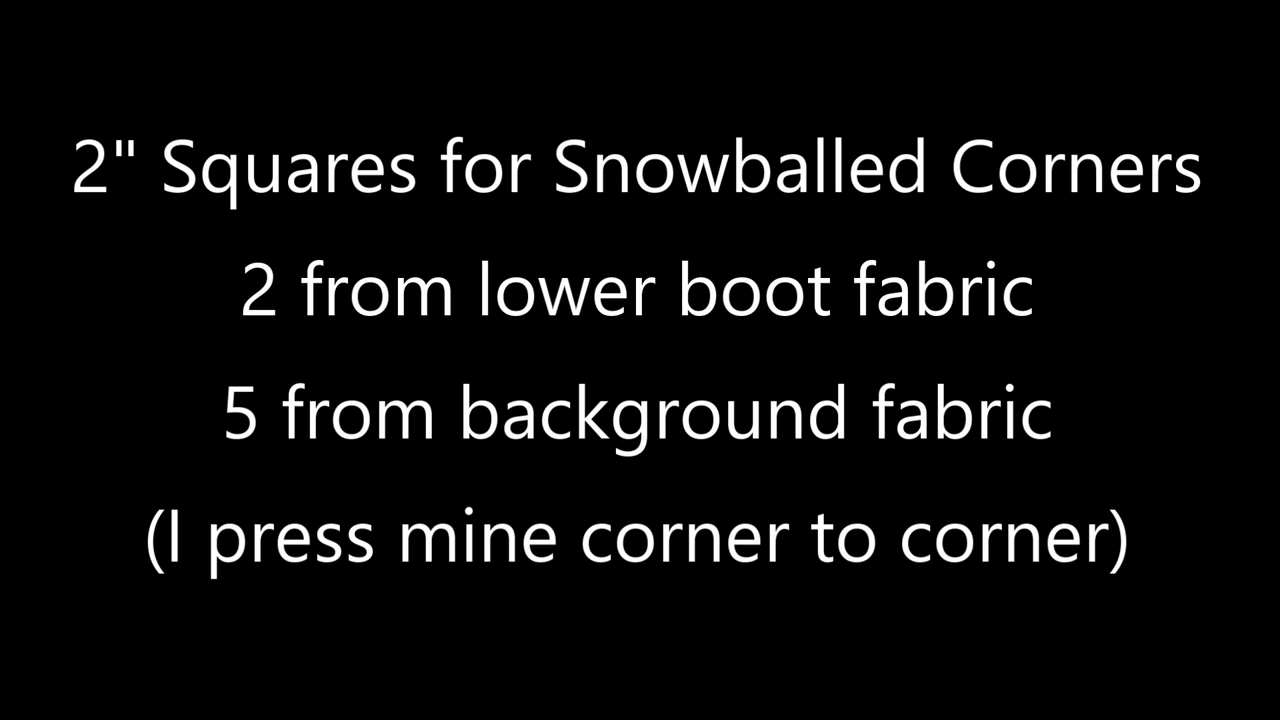 2" Squares for Snowballed Corners
2 from lower boot fabric
5 from background fabric
(I press mine corner to corner)